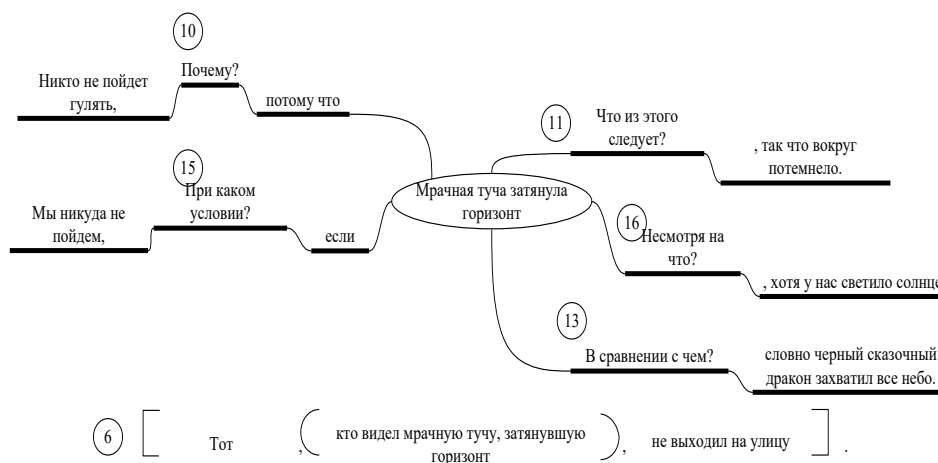 10
Почему?
Никто не пойдет
гулять,
потому что
11
Что из этого
следует?
, так что вокруг
потемнело.
15
При каком
условии?
Мы никуда не
пойдем,
если
Мрачная туча затянула
горизонт
16
Несмотря на
что?
, хотя у нас светило солнце
13
В сравнении с чем?
словно черный сказочный
дракон захватил все небо.
6 [ Тот , ( кто видел мрачную тучу, затянувшую ) , не выходил на улицу ] .
горизонт